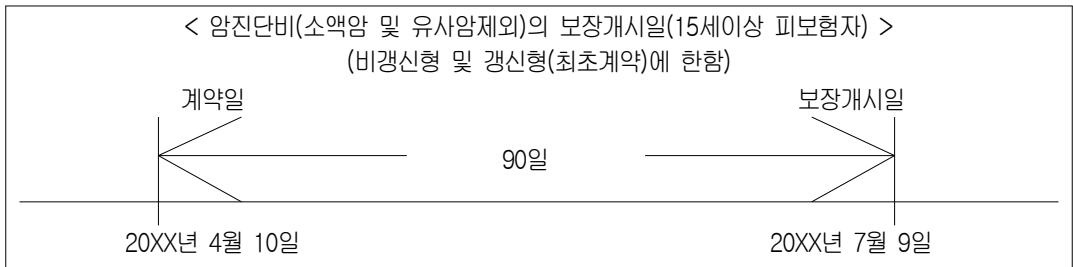 < 암진단비(소액암 및 유사암제외)의 보장개시일(15세이상 피보험자) >
(비갱신형 및 갱신형(최초계약)에 한함)
계약일 보장개시일
90일
20XX년 4월 10일 20XX년 7월 9일